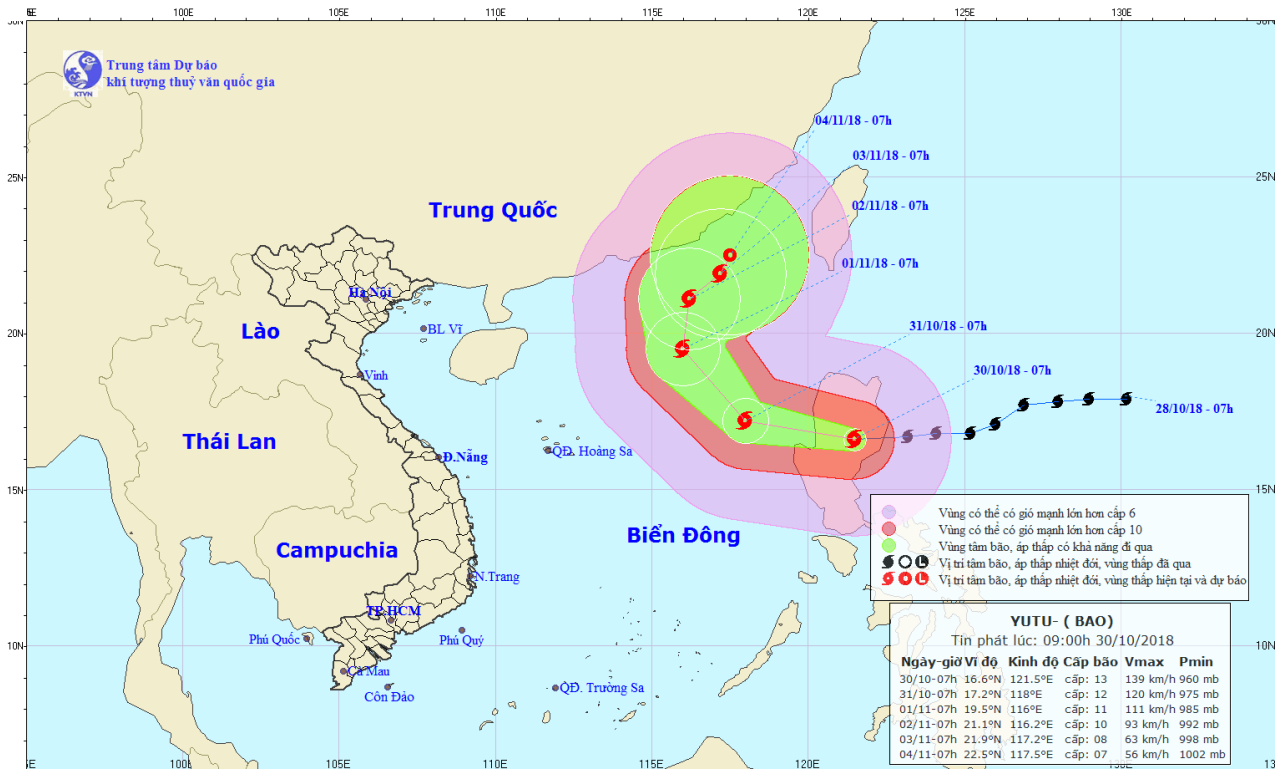 100E 105E 110E 115E 120E 125E 130E
Trung tâm Dự báo
khí tượng thuỷ văn quốc gia
KTVN
04/11/18 - 07h
03/11/18 - 07h
25N 25N
02/11/18 - 07h
Trung Quốc
01/11/18 - 07h
Hà Nội
31/10/18 - 07h
20N 20N
BL Vĩ
Lào
30/10/18 - 07h
Vinh
28/10/18 - 07h
Thái Lan
QĐ. Hoàng Sa
Đ.Nẵng
15N 15N
Vùng có thể có gió mạnh lớn hơn cấp 6
Vùng có thể có gió mạnh lớn hơn cấp 10
Biển Đông
Campuchia
Vùng tâm bão, áp thấp có khả năng đi qua
Vị trí tâm bão, áp thấp nhiệt đới, vùng thấp đã qua
N.Trang
Vị trí tâm bão, áp thấp nhiệt đới, vùng thấp hiện tại và dự báo
TP.HCM
YUTU- ( BAO)
Phú Quốc
Phú Quý
Tin phát lúc: 09:00h 30/10/2018
10N 10N
Ngày-giờ Vĩ độ Kinh độ Cấp bão Vmax Pmin
Cà Mau
30/10-07h 16.6°N 121.5°E cấp: 13 139 km/h 960 mb
Côn Đảo
QĐ. Trường Sa
31/10-07h 17.2°N 118°E cấp: 12 120 km/h 975 mb
01/11-07h 19.5°N 116°E cấp: 11 111 km/h 985 mb
02/11-07h 21.1°N 116.2°E cấp: 10 93 km/h 992 mb
03/11-07h 21.9°N 117.2°E cấp: 08 63 km/h 998 mb
04/11-07h 22.5°N 117.5°E cấp: 07 56 km/h 1002 mb
100E 105E 110E 115E 120E 125E 130E